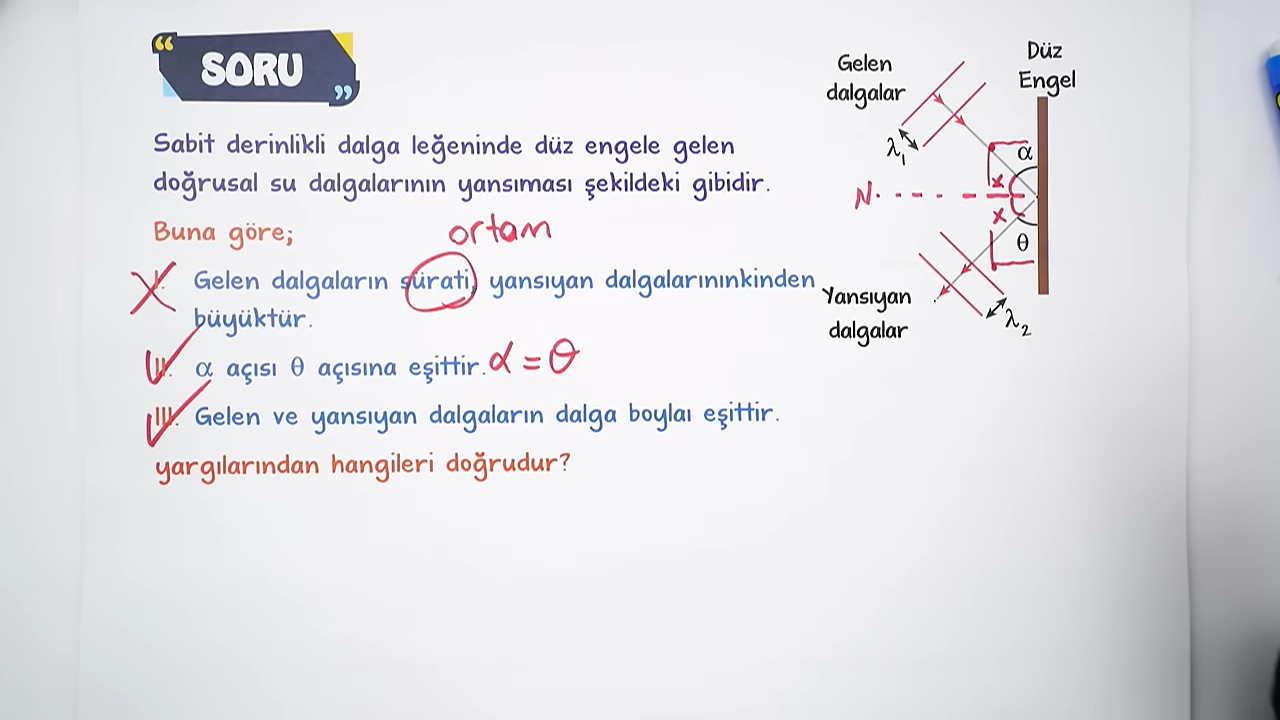 “ SORU ”
Sabit derinlikli dalga leğeninde düz engele gelen
doğrusal su dalgalarının yansıması şekildeki gibidir.
Buna göre;
ortam
I. Gelen dalgaların sürati, yansıyan dalgalarınınkinden
büyüktür.
II. α açısı θ açısına eşittir. α = θ
III. Gelen ve yansıyan dalgaların dalga boyları eşittir.
yargılarından hangileri doğrudur?
Gelen
dalgalar
Düz
Engel
λ1
α
N
x
x
θ
Yansıyan
dalgalar
λ2